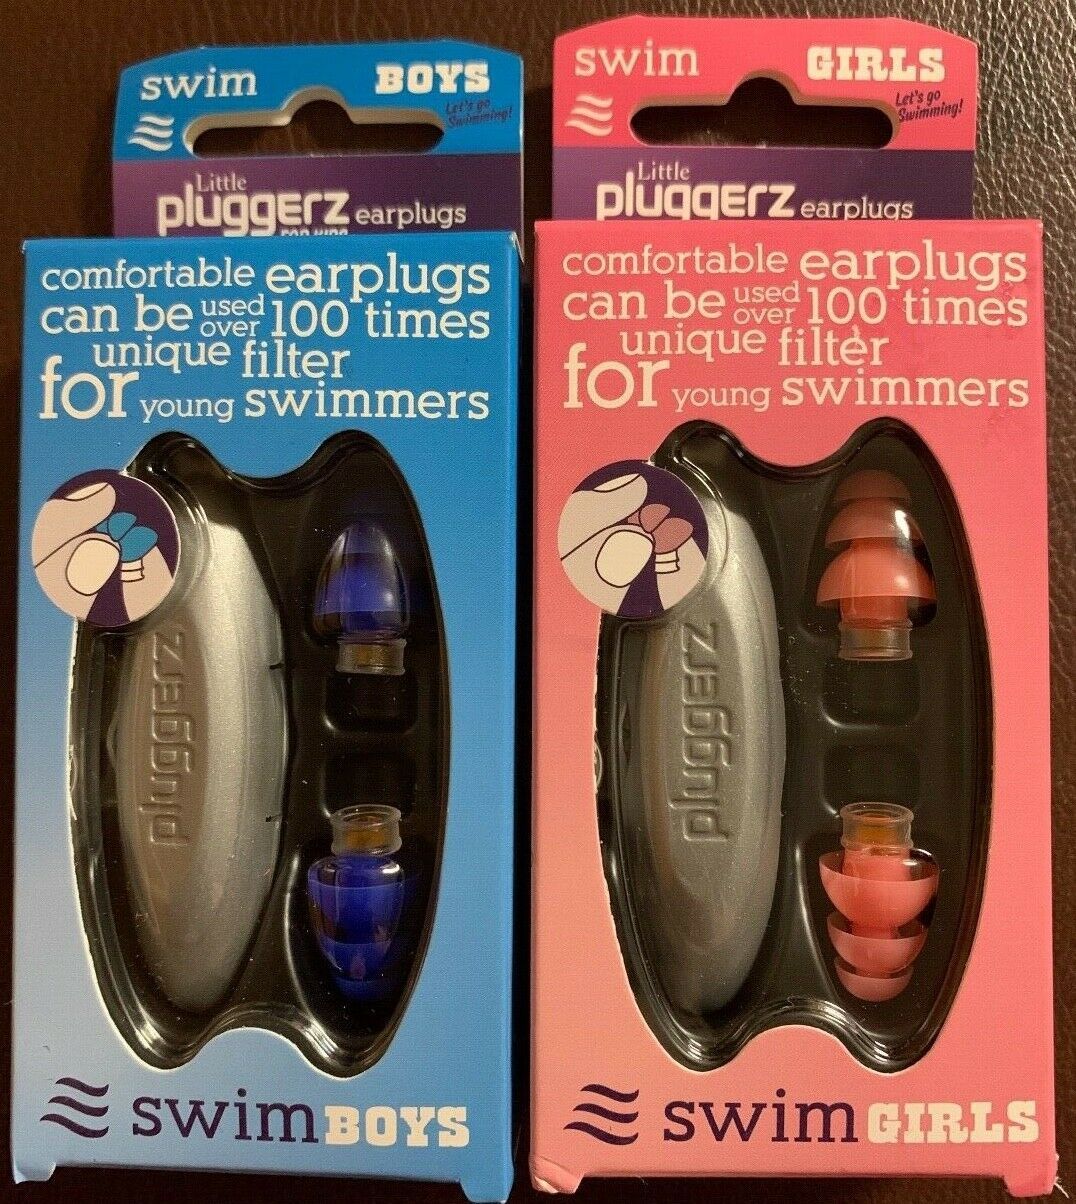 swim BOYS
Let's go
Swimming!
Little
pluggerz earplugs
FOR KIDS
comfortable earplugs
can be used over 100 times
unique filter
for young swimmers
pluggerz
swim BOYS
swim GIRLS
Let's go
Swimming!
Little
pluggerz earplugs
comfortable earplugs
can be used over 100 times
unique filter
for young swimmers
pluggerz
swim GIRLS